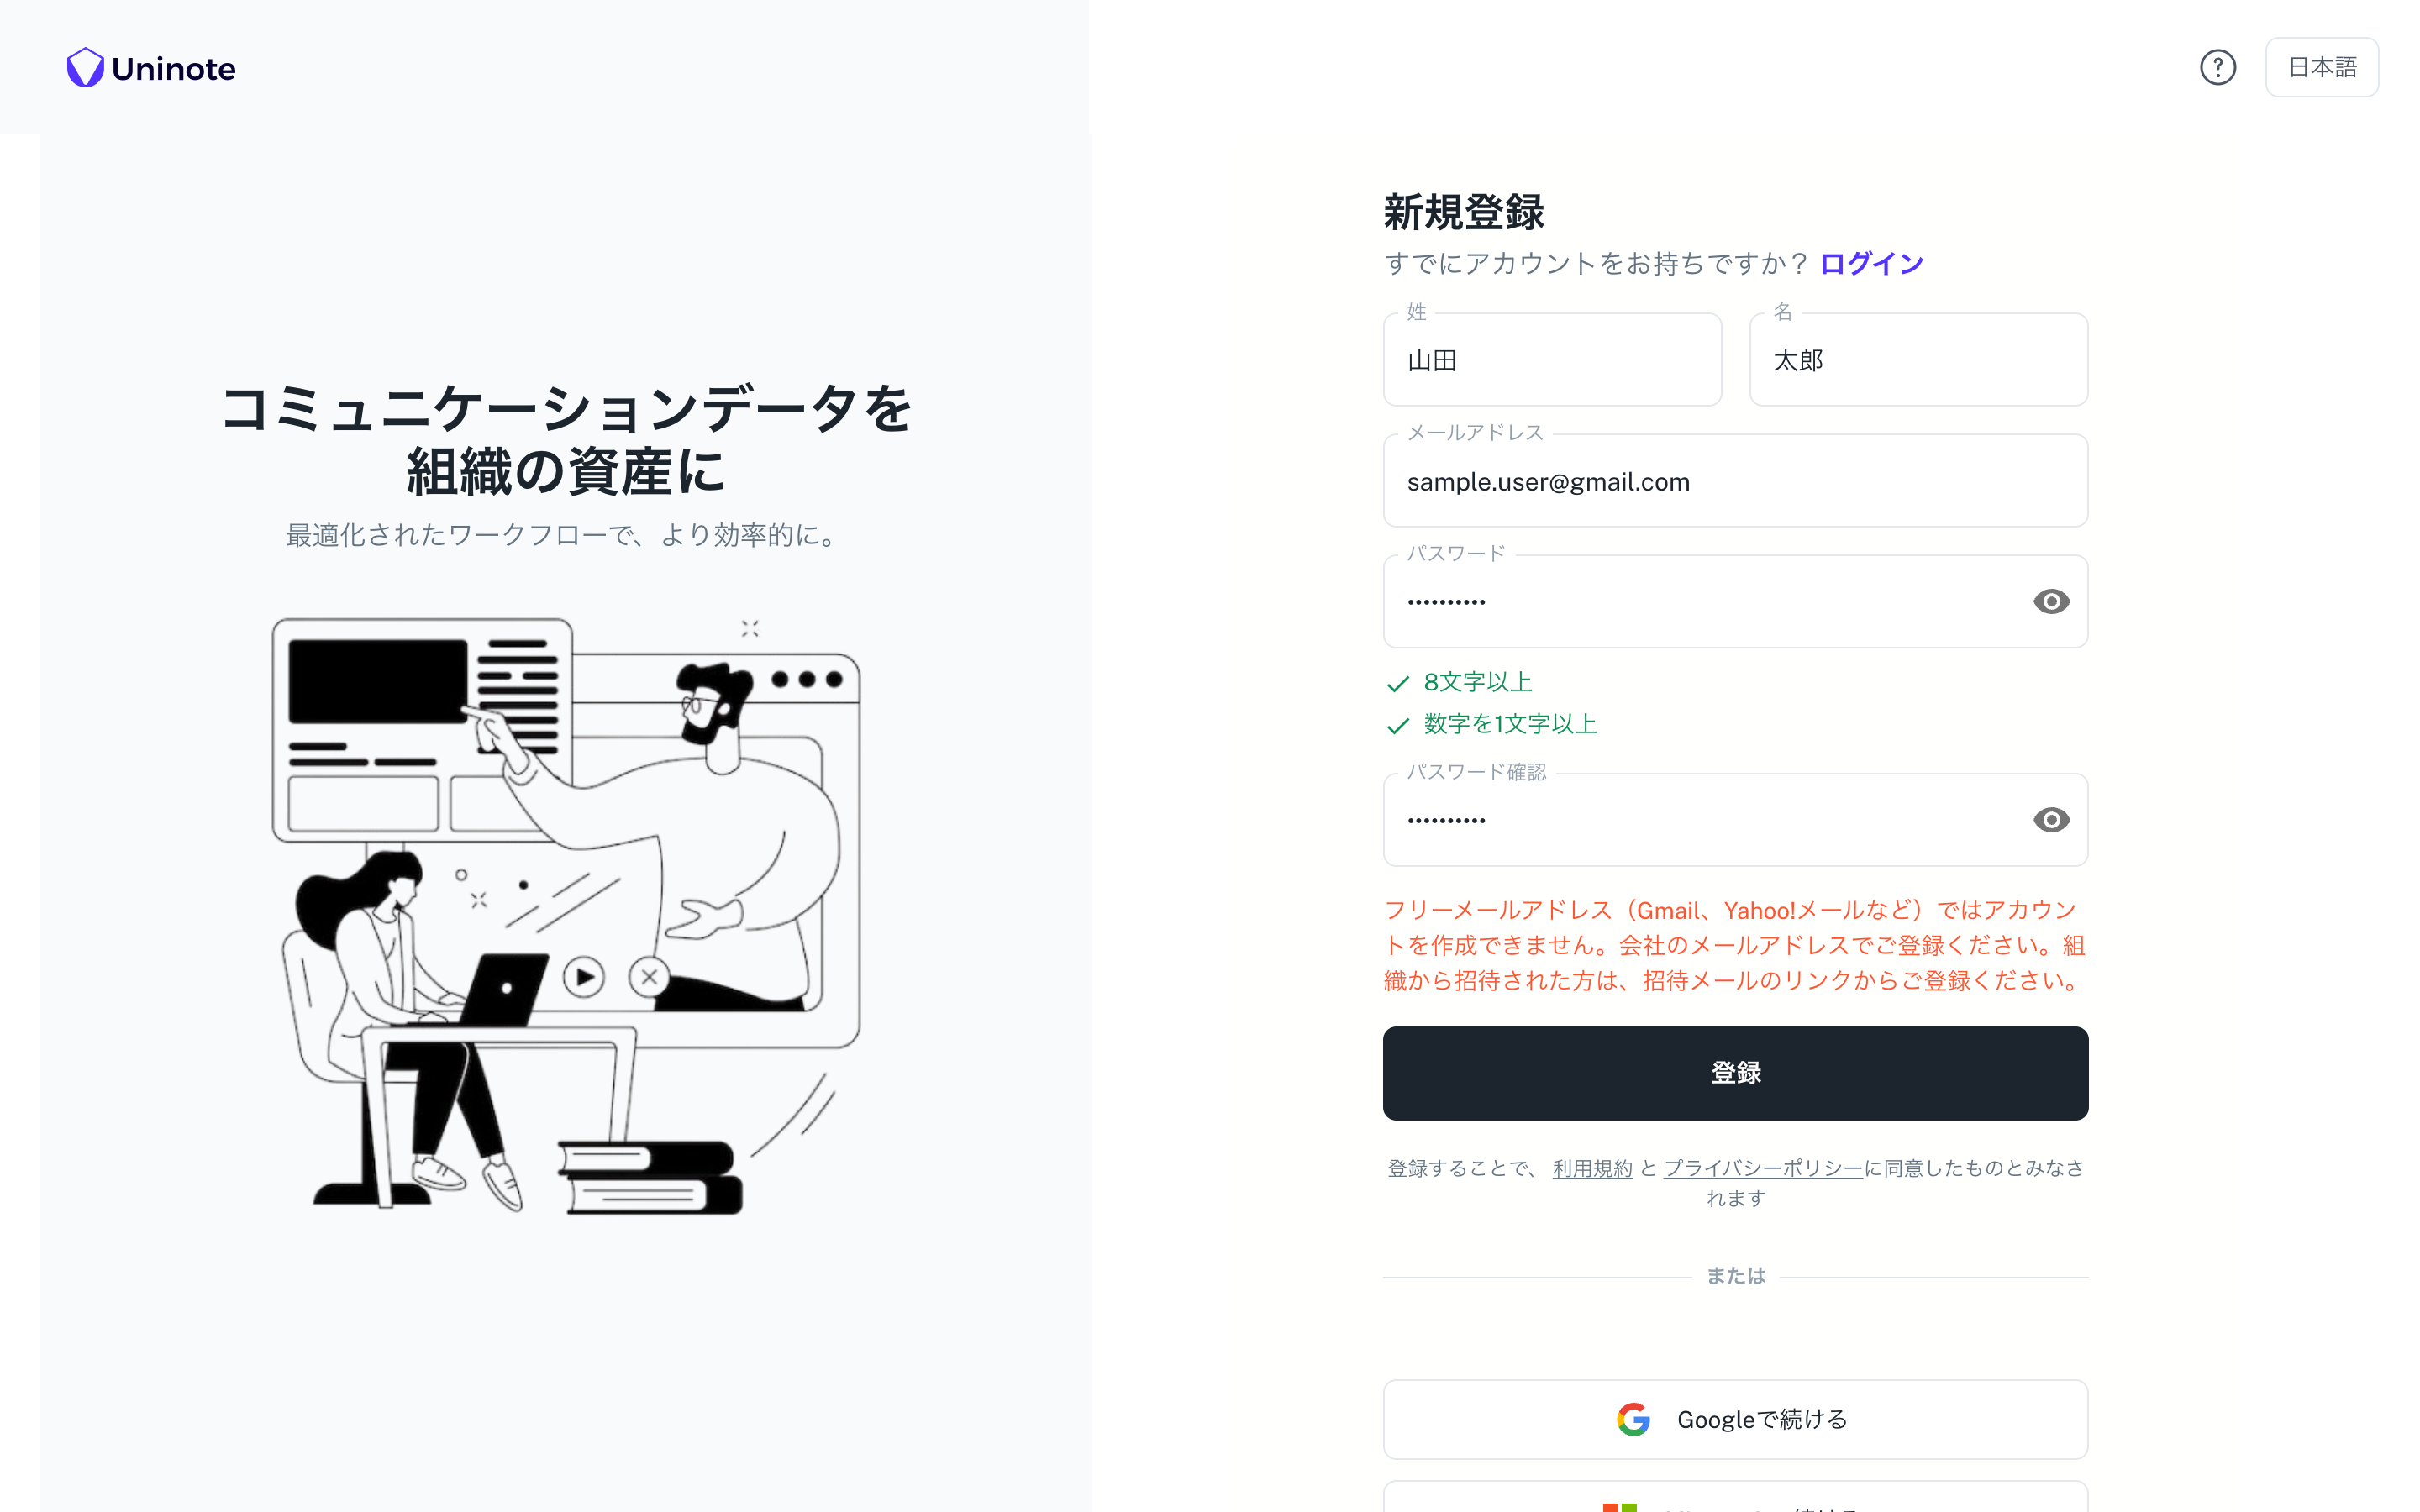 Uninote
?
日本語
コミュニケーションデータを
組織の資産に
最適化されたワークフローで、より効率的に。
新規登録
すでにアカウントをお持ちですか？ ログイン
姓
山田
名
太郎
メールアドレス
sample.user@gmail.com
パスワード
••••••••••
8文字以上
数字を1文字以上
パスワード確認
••••••••••
フリーメールアドレス（Gmail、Yahoo!メールなど）ではアカウン
トを作成できません。会社のメールアドレスでご登録ください。組
織から招待された方は、招待メールのリンクからご登録ください。
登録
登録することで、 利用規約 と プライバシーポリシーに同意したものとみなさ
れます
または
Googleで続ける